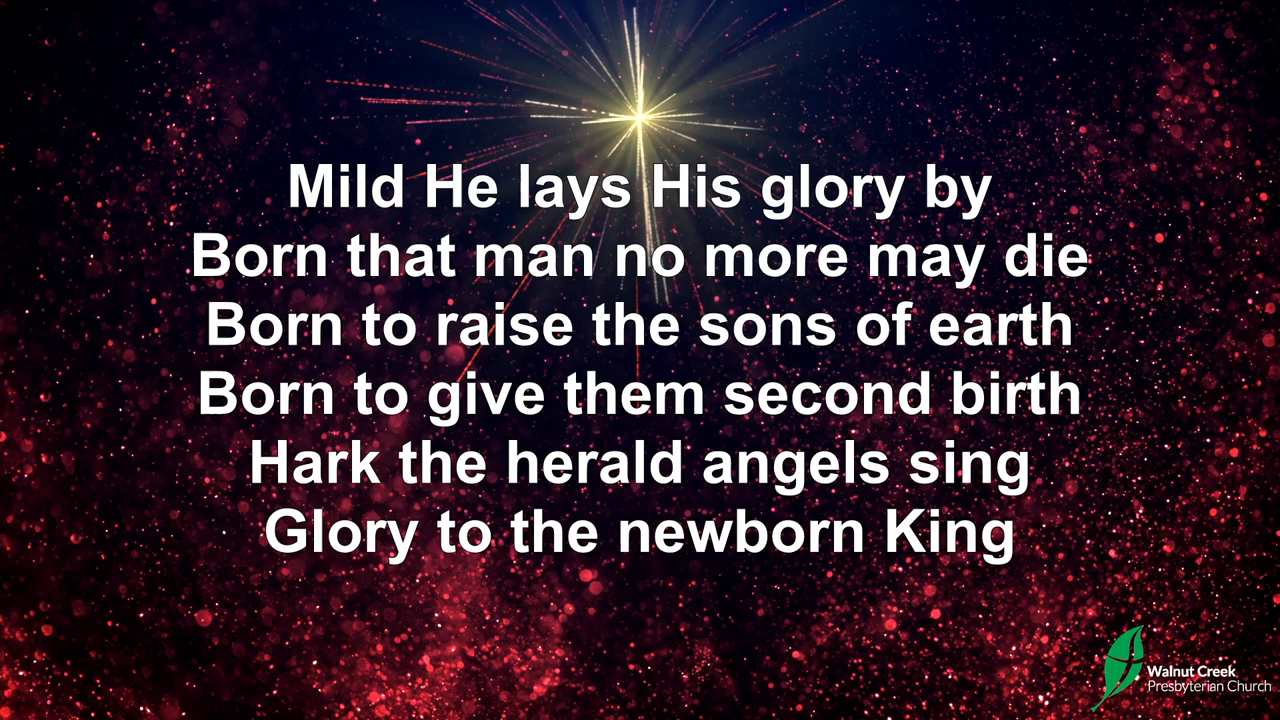 Mild He lays His glory by
Born that man no more may die
Born to raise the sons of earth
Born to give them second birth
Hark the herald angels sing
Glory to the newborn King
Walnut Creek
Presbyterian Church